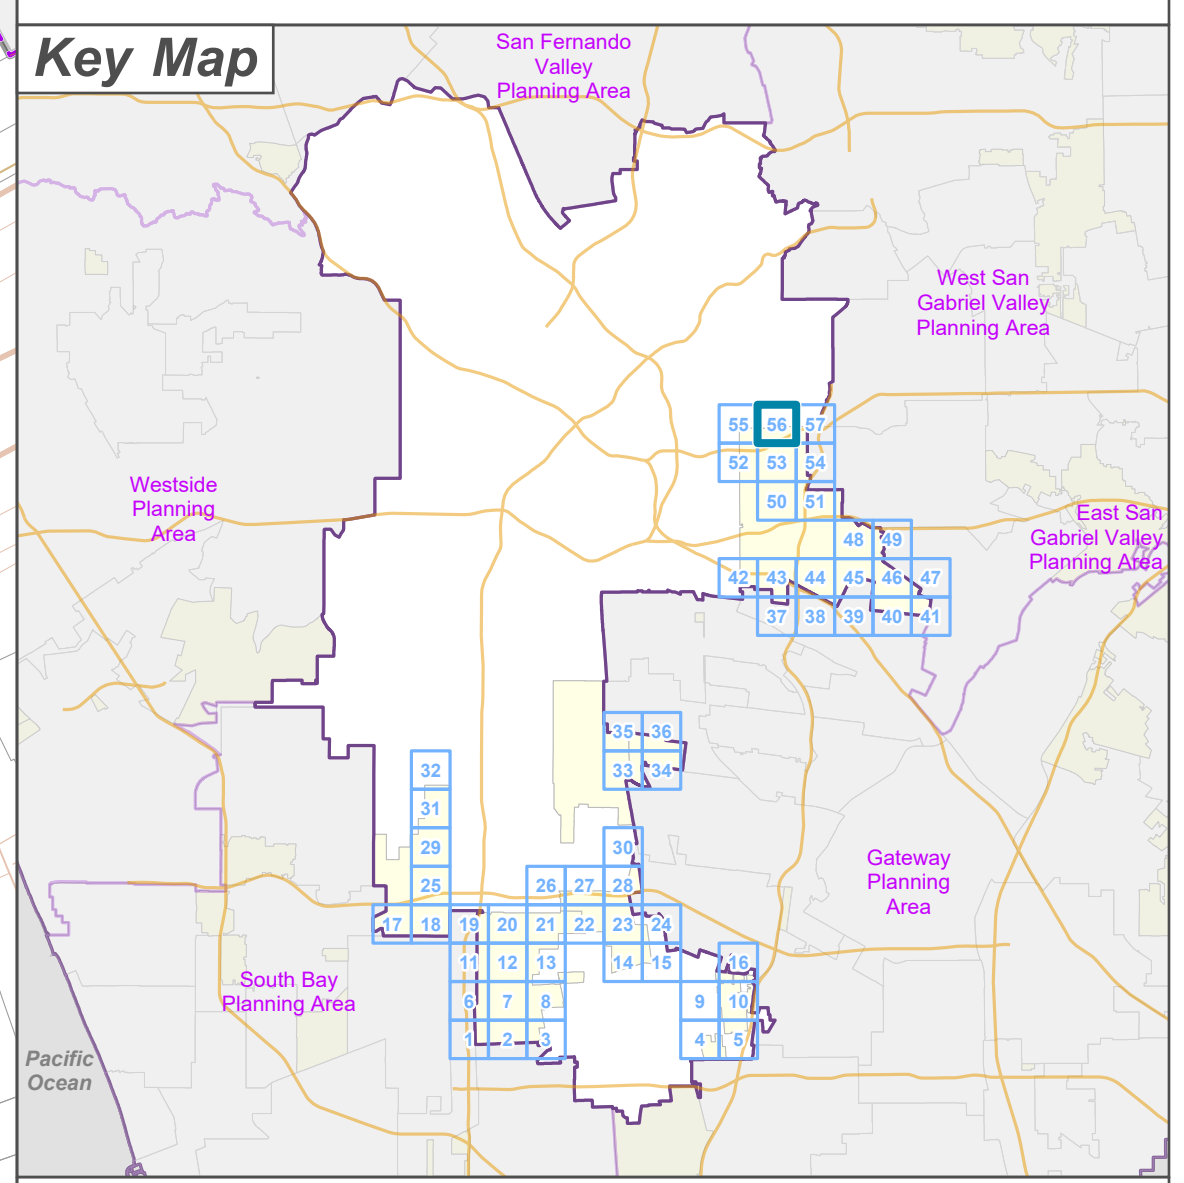 Key Map
San Fernando
Valley
Planning Area
West San
Gabriel Valley
Planning Area
55 56 57
52 53 54
Westside
Planning
Area
50 51
East San
Gabriel Valley
Planning Area
48 49
42 43 44 45 46 47
37 38 39 40 41
35 36
33 34
32
31
29
30
Gateway
Planning
Area
25 26 27 28
17 18 19 20 21 22 23 24
11 12 13 14 15 16
South Bay
Planning Area
6 7 8 9 10
1 2 3 4 5
Pacific
Ocean